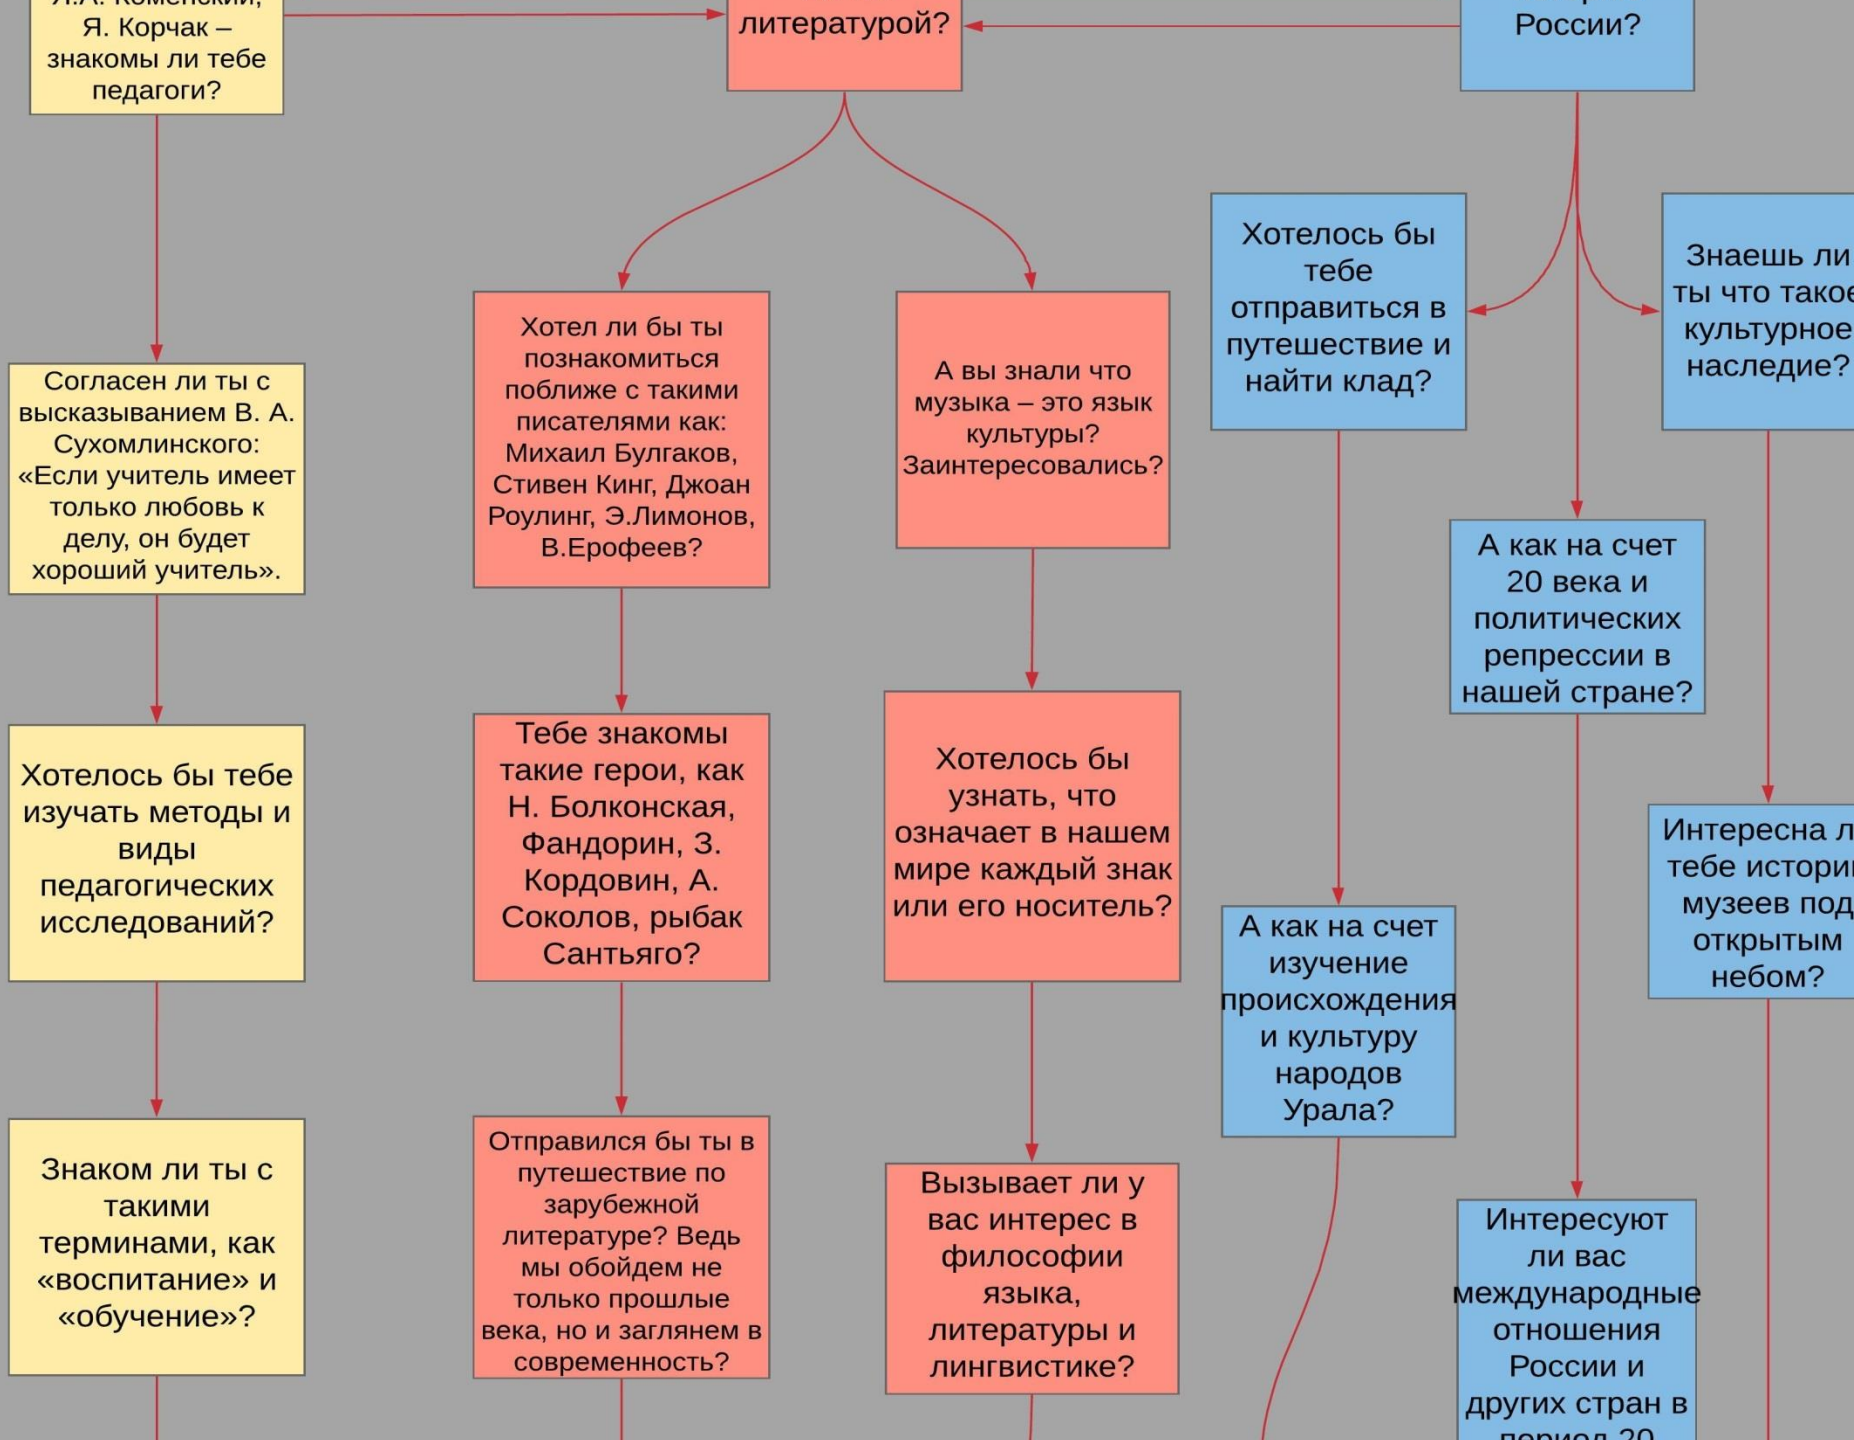 Я.А. Коменский,
Я. Корчак –
знакомы ли тебе
педагоги?
литературой?
России?
Согласен ли ты с
высказыванием В. А.
Сухомлинского:
«Если учитель имеет
только любовь к
делу, он будет
хороший учитель».
Хотелось бы тебе
изучать методы и
виды
педагогических
исследований?
Знаком ли ты с
такими
терминами, как
«воспитание» и
«обучение»?
Хотел ли бы ты
познакомиться
поближе с такими
писателями как:
Михаил Булгаков,
Стивен Кинг, Джоан
Роулинг, Э.Лимонов,
В.Ерофеев?
Тебе знакомы
такие герои, как
Н. Болконская,
Фандорин, З.
Кордовин, А.
Соколов, рыбак
Сантьяго?
Отправился бы ты в
путешествие по
зарубежной
литературе? Ведь
мы обойдем не
только прошлые
века, но и заглянем в
современность?
А вы знали что
музыка – это язык
культуры?
Заинтересовались?
Хотелось бы
узнать, что
означает в нашем
мире каждый знак
или его носитель?
Вызывает ли у
вас интерес в
философии
языка,
литературы и
лингвистике?
Хотелось бы
тебе
отправиться в
путешествие и
найти клад?
А как на счет
изучение
происхождения
и культуру
народов
Урала?
А как на счет
20 века и
политических
репрессии в
нашей стране?
Интересуют
ли вас
международные
отношения
России и
других стран в
период 20
Знаешь ли
ты что такое
культурное
наследие?
Интересна
тебе
музеев под
открытым
небом?